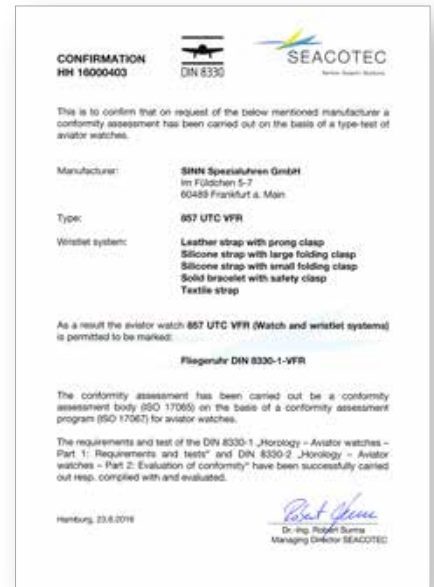 CONFIRMATION
HH 16000403
DIN 8330
SEACOTEC
This is to confirm that on request of the below mentioned manufacturer a
conformity assessment has been carried out on the basis of a type-test of
aviator watches.
Manufacturer:
SINN Spezialuhren GmbH
Im Füldchen 5-7
60489 Frankfurt a. Main
Type:
857 UTC VFR
Wristlet system:
Leather strap with prong clasp
Silicone strap with large folding clasp
Silicone strap with small folding clasp
Solid bracelet with safety clasp
Textile strap
As a result the aviator watch 857 UTC VFR (Watch and wristlet systems)
is permitted to be marked:
Fliegeruhr DIN 8330-1-VFR
The conformity assessment has been carried out be a conformity
assessment body (ISO 17065) on the basis of a conformity assessment
program (ISO 17067) for aviator watches.
The requirements and test of the DIN 8330-1 „Horology – Aviator watches –
Part 1: Requirements and tests“ and DIN 8330-2 „Horology – Aviator
watches – Part 2: Evaluation of conformity“ have been successfully carried
out resp. complied with and evaluated.
Hamburg, 23.6.2016
Dr.-Ing. Robert Surma
Managing Director SEACOTEC